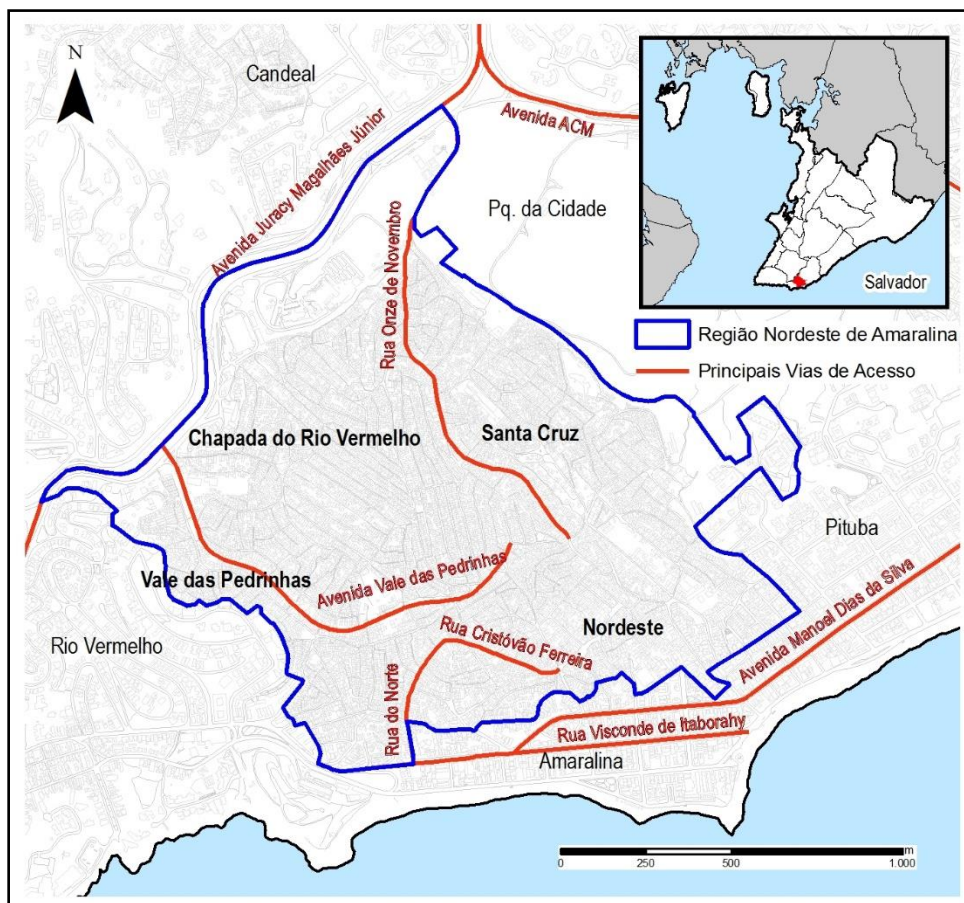 N
Candeal
Avenida ACM
Avenida Juracy Magalhães Júnior
Pq. da Cidade
Rua Onze de Novembro
Salvador
Região Nordeste de Amaralina
Principais Vias de Acesso
Chapada do Rio Vermelho
Santa Cruz
Pituba
Vale das Pedrinhas
Avenida Vale das Pedrinhas
Nordeste
Rua Cristóvão Ferreira
Avenida Manoel Dias da Silva
Rio Vermelho
Rua do Norte
Rua Visconde de Itaborahy
Amaralina
m
0 250 500 1.000